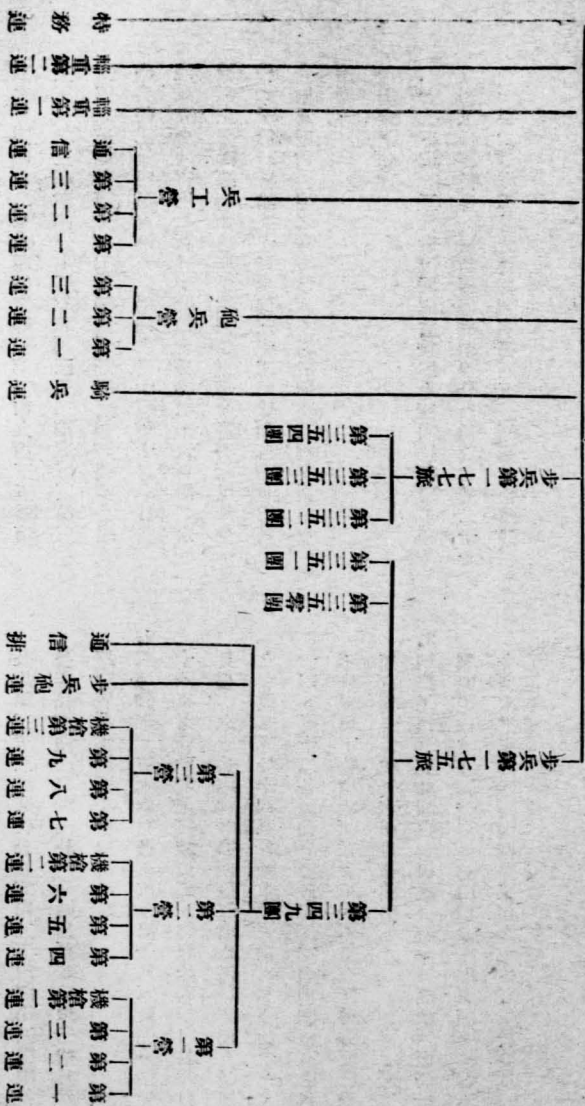 步兵第一七五旅
第三四九團
第一營
第一連
第二連
第三連
機槍第一連
第二營
第四連
第五連
第六連
機槍第二連
第三營
第七連
第八連
第九連
機槍第三連
步兵砲連
通信排
第三五零團
第三五一團
步兵第一七七旅
第三五二團
第三五三團
第三五四團
騎兵連
砲兵營
第一連
第二連
第三連
兵工營
第一連
第二連
第三連
通信連
輜重第一連
輜重第二連
特務連